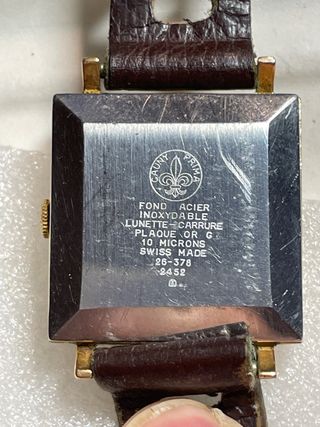 CAUNY PRIMA
FOND ACIER
INOXYDABLE
LUNETTE-CARRURE
PLAQUE OR G
10 MICRONS
SWISS MADE
26-378
2452